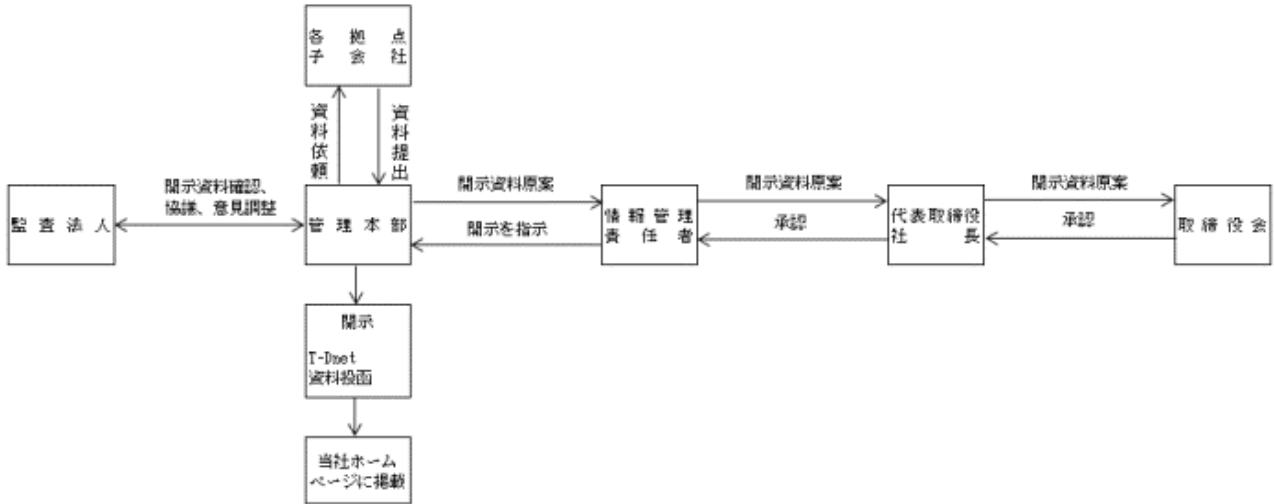 各拠点
子会社
資料依頼
資料提出
開示資料確認、
協議、意見調整
開示資料原案
開示資料原案
開示資料原案
監査法人
管理本部
開示を指示
情報管理
責任者
承認
代表取締役
社長
承認
取締役会
開示
T-Dnet
資料投函
当社ホーム
ページに掲載